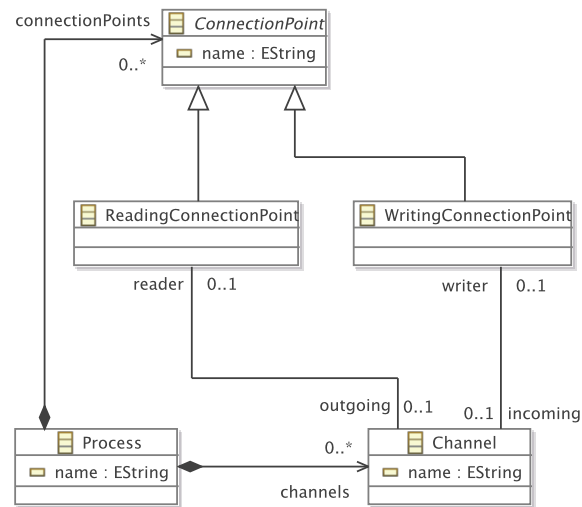 connectionPoints
ConnectionPoint
name : EString
0..*
ReadingConnectionPoint
WritingConnectionPoint
reader
0..1
writer
0..1
outgoing
0..1
0..1
incoming
Process
name : EString
0..*
channels
Channel
name : EString